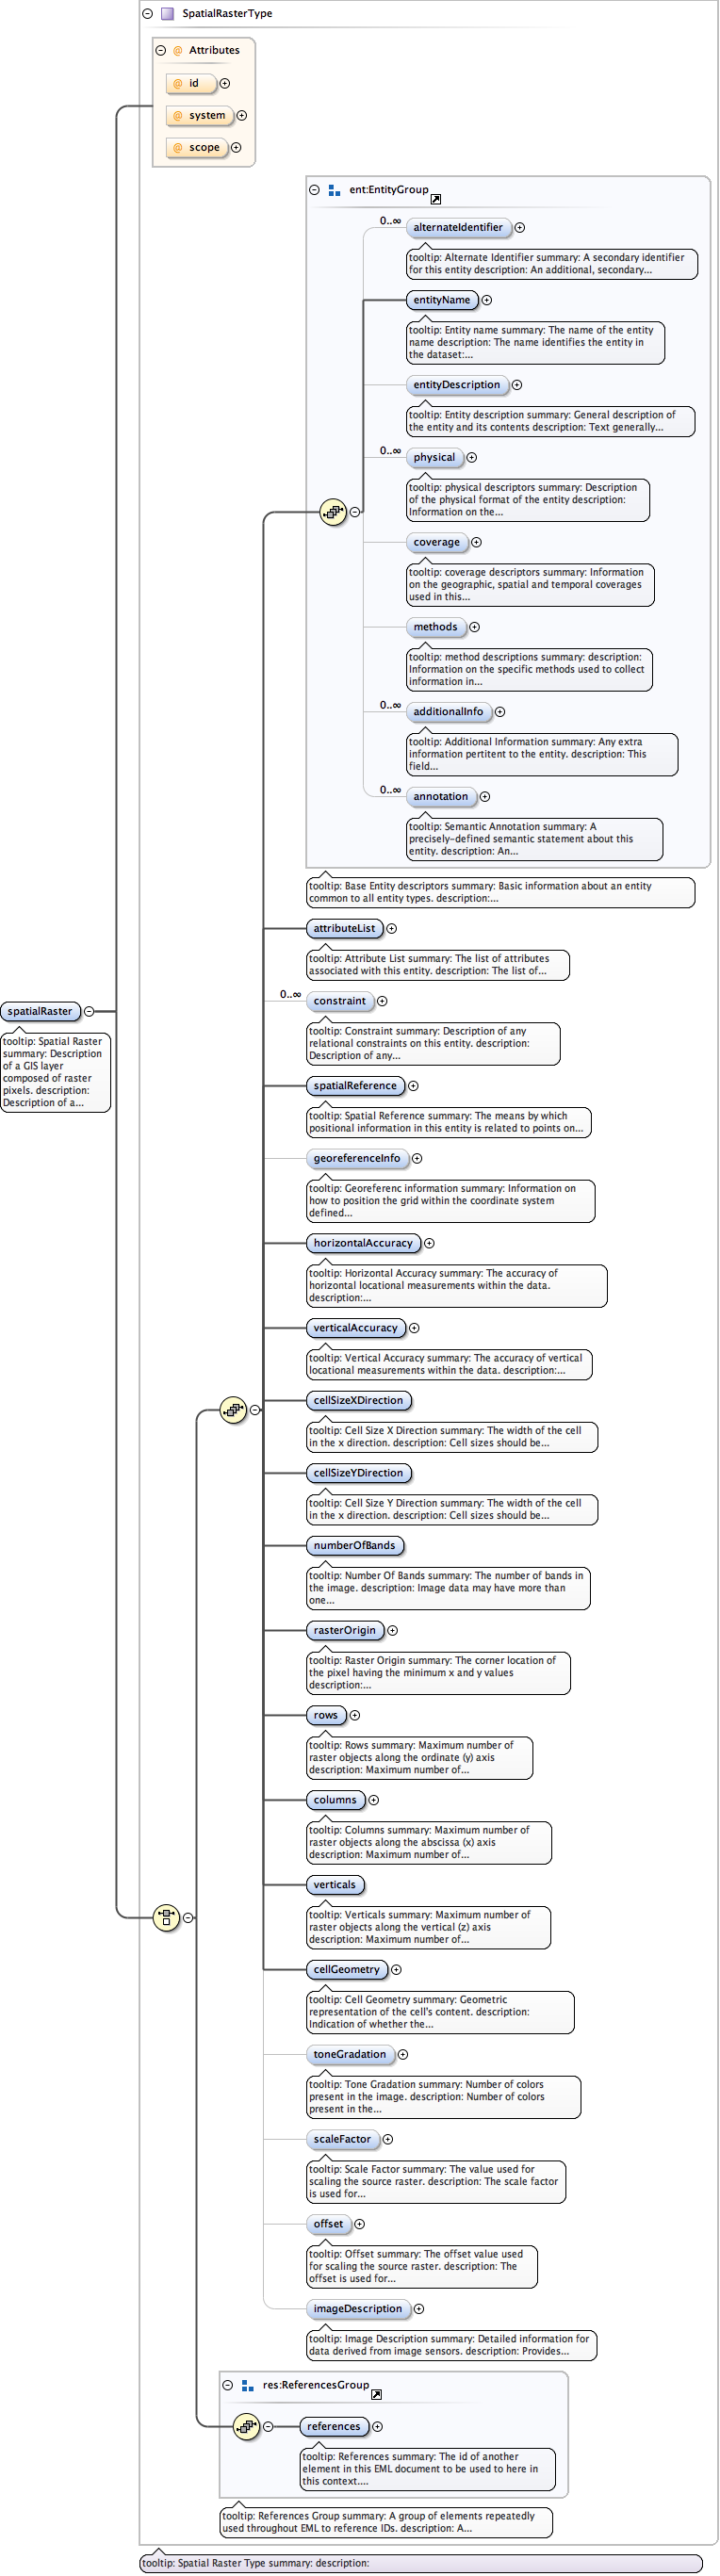 SpatialRasterType
@ Attributes
@ id
@ system
@ scope
ent:EntityGroup
0..∞
alternateIdentifier
tooltip: Alternate Identifier summary: A secondary identifier
for this entity description: An additional, secondary...
entityName
tooltip: Entity name summary: The name of the entity
name description: The name identifies the entity in
the dataset:...
entityDescription
tooltip: Entity description summary: General description of
the entity and its contents description: Text generally...
0..∞
physical
tooltip: physical descriptors summary: Description
of the physical format of the entity description:
Information on the...
coverage
tooltip: coverage descriptors summary: Information
on the geographic, spatial and temporal coverages
used in this...
methods
tooltip: method descriptions summary: description:
Information on the specific methods used to collect
information in...
0..∞
additionalInfo
tooltip: Additional Information summary: Any extra
information pertitent to the entity. description: This
field...
0..∞
annotation
tooltip: Semantic Annotation summary: A
precisely-defined semantic statement about this
entity. description: An...
tooltip: Base Entity descriptors summary: Basic information about an entity
common to all entity types. description:...
attributeList
tooltip: Attribute List summary: The list of attributes
associated with this entity. description: The list of...
0..∞
constraint
tooltip: Constraint summary: Description of any
relational constraints on this entity. description:
Description of any...
spatialRaster
tooltip: Spatial Raster
summary: Description
of a GIS layer
composed of raster
pixels. description:
Description of a...
spatialReference
tooltip: Spatial Reference summary: The means by which
positional information in this entity is related to points on...
georeferenceInfo
tooltip: Georeferenc information summary: Information on
how to position the grid within the coordinate system
defined...
horizontalAccuracy
tooltip: Horizontal Accuracy summary: The accuracy of
horizontal locational measurements within the data.
description:...
verticalAccuracy
tooltip: Vertical Accuracy summary: The accuracy of vertical
locational measurements within the data. description:...
cellSizeXDirection
tooltip: Cell Size X Direction summary: The width of the cell
in the x direction. description: Cell sizes should be...
cellSizeYDirection
tooltip: Cell Size Y Direction summary: The width of the cell
in the x direction. description: Cell sizes should be...
numberOfBands
tooltip: Number Of Bands summary: The number of bands in
the image. description: Image data may have more than
one...
rasterOrigin
tooltip: Raster Origin summary: The corner location of
the pixel having the minimum x and y values
description:...
rows
tooltip: Rows summary: Maximum number of
raster objects along the ordinate (y) axis
description: Maximum number of...
columns
tooltip: Columns summary: Maximum number of
raster objects along the abscissa (x) axis
description: Maximum number of...
verticals
tooltip: Verticals summary: Maximum number of
raster objects along the vertical (z) axis
description: Maximum number of...
cellGeometry
tooltip: Cell Geometry summary: Geometric
representation of the cell's content. description:
Indication of whether the...
toneGradation
tooltip: Tone Gradation summary: Number of colors
present in the image. description: Number of colors
present in the...
scaleFactor
tooltip: Scale Factor summary: The value used for
scaling the source raster. description: The scale factor
is used for...
offset
tooltip: Offset summary: The offset value used
for scaling the source raster. description: The
offset is used for...
imageDescription
tooltip: Image Description summary: Detailed information for
data derived from image sensors. description: Provides...
res:ReferencesGroup
references
tooltip: References summary: The id of another
element in this EML document to be used to here in
this context....
tooltip: References Group summary: A group of elements repeatedly
used throughout EML to reference IDs. description: A...
tooltip: Spatial Raster Type summary: description: